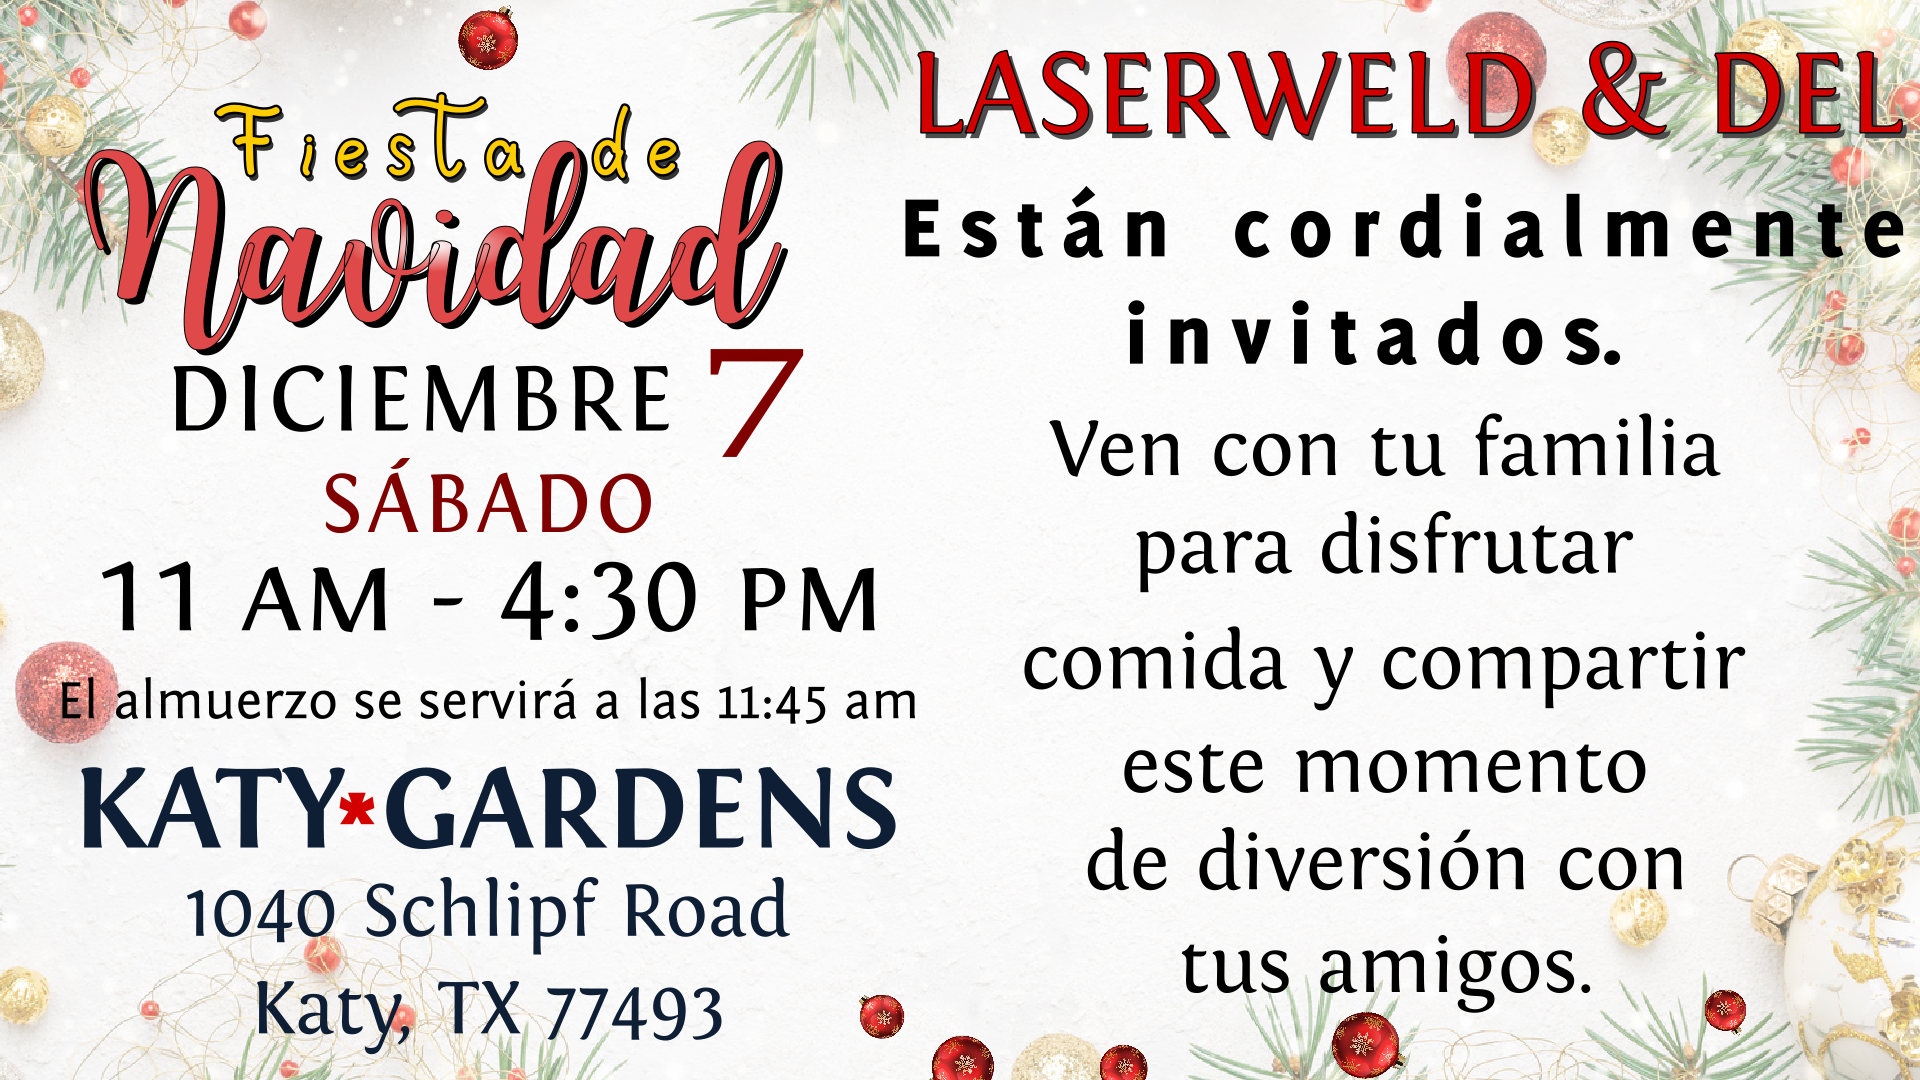 Fiesta de
Navidad
DICIEMBRE 7
SÁBADO
11 AM - 4:30 PM
El almuerzo se servirá a las 11:45 am
KATY*GARDENS
1040 Schlipf Road
Katy, TX 77493
LASERWELD & DEL
Están cordialmente
invitados.
Ven con tu familia
para disfrutar
comida y compartir
este momento
de diversión con
tus amigos.